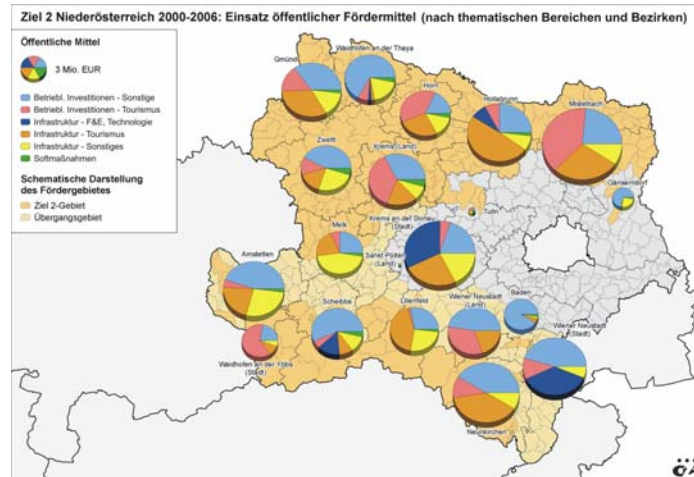 Ziel 2 Niederösterreich 2000-2006: Einsatz öffentlicher Fördermittel (nach thematischen Bereichen und Bezirken)
Öffentliche Mittel
3 Mio. EUR
Betriebl. Investitionen - Sonstige
Betriebl. Investitionen - Tourismus
Infrastruktur - F&E, Technologie
Infrastruktur - Tourismus
Infrastruktur - Sonstiges
Softmaßnahmen
Schematische Darstellung
des Fördergebietes
Ziel 2-Gebiet
Übergangsgebiet
Waidhofen an der Thaya
Gmünd
Horn
Hollabrunn
Mistelbach
Zwettl
Krems (Land)
Gänserndorf
Krems an der Donau
(Stadt)
Tulln
Melk
Sankt Pölten
(Land)
Amstetten
Scheibbs
Lilienfeld
Wiener Neustadt
(Land)
Baden
Wiener Neustadt
(Stadt)
Waidhofen an der Ybbs
(Stadt)
Neunkirchen